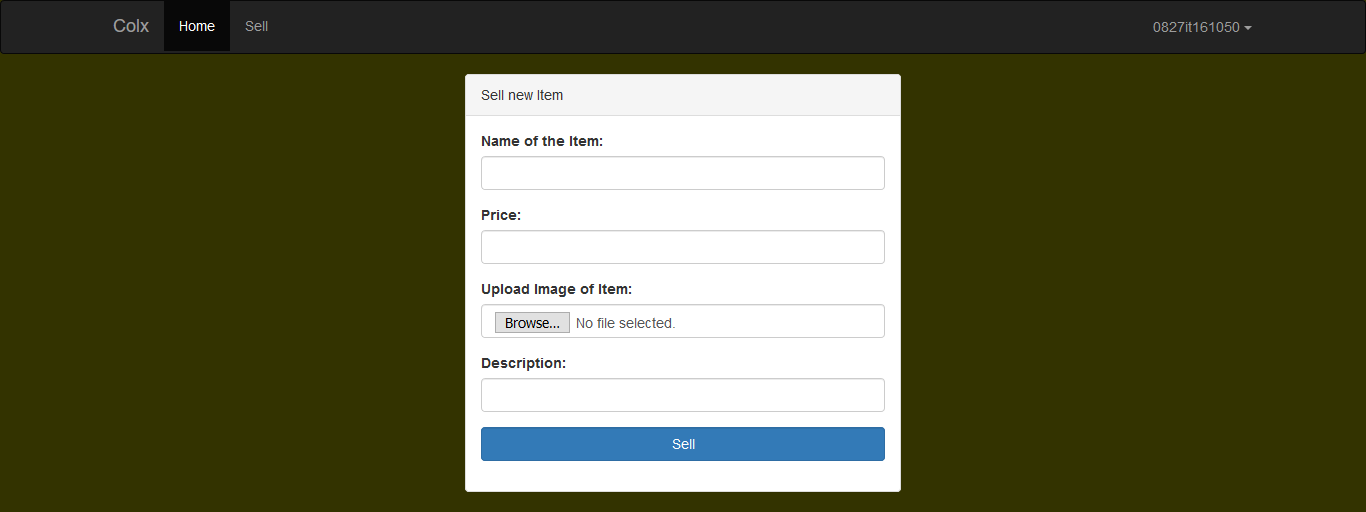 Colx Home Sell 0827it161050
Sell new Item
Name of the Item:
Price:
Upload Image of Item:
Browse... No file selected.
Description:
Sell